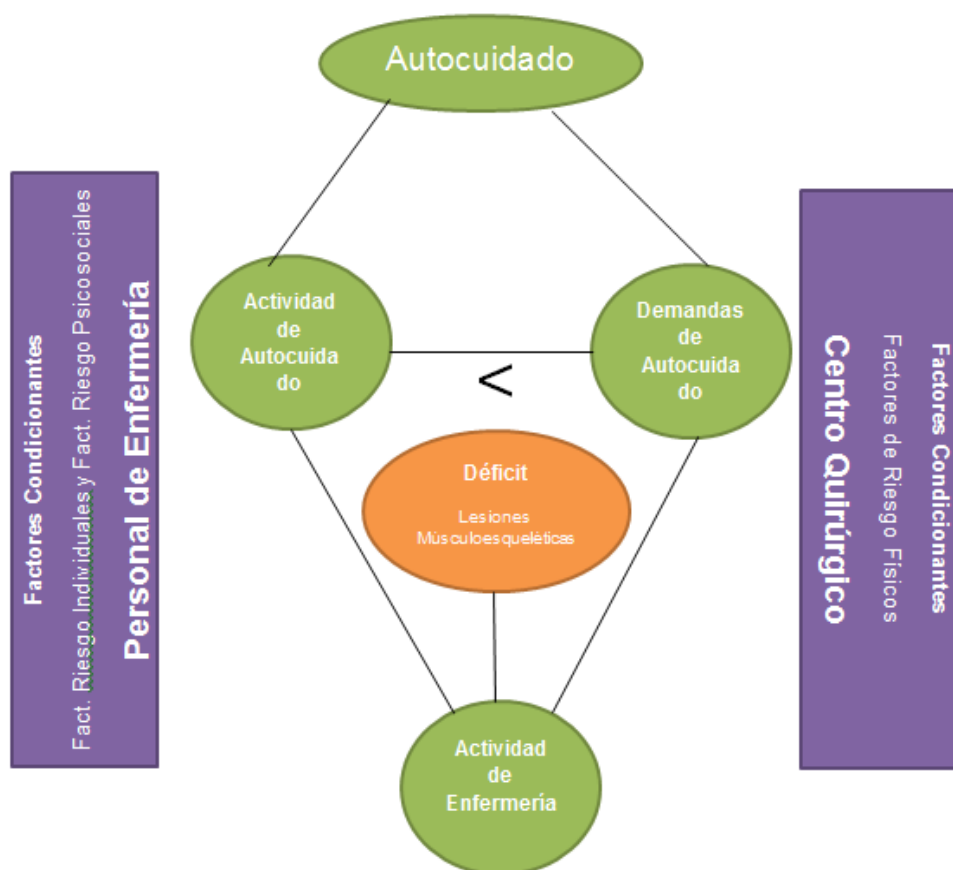 Autocuidado
Factores Condicionantes
Fact. Riesgo Individuales y Fact. Riesgo Psicosociales
Personal de Enfermería
Actividad
de
Autocuida
do
<
Demandas
de
Autocuida
do
Factores Condicionantes
Factores de Riesgo Físicos
Centro Quirúrgico
Déficit
Lesiones
Músculoesqueléticas
Actividad
de
Enfermería